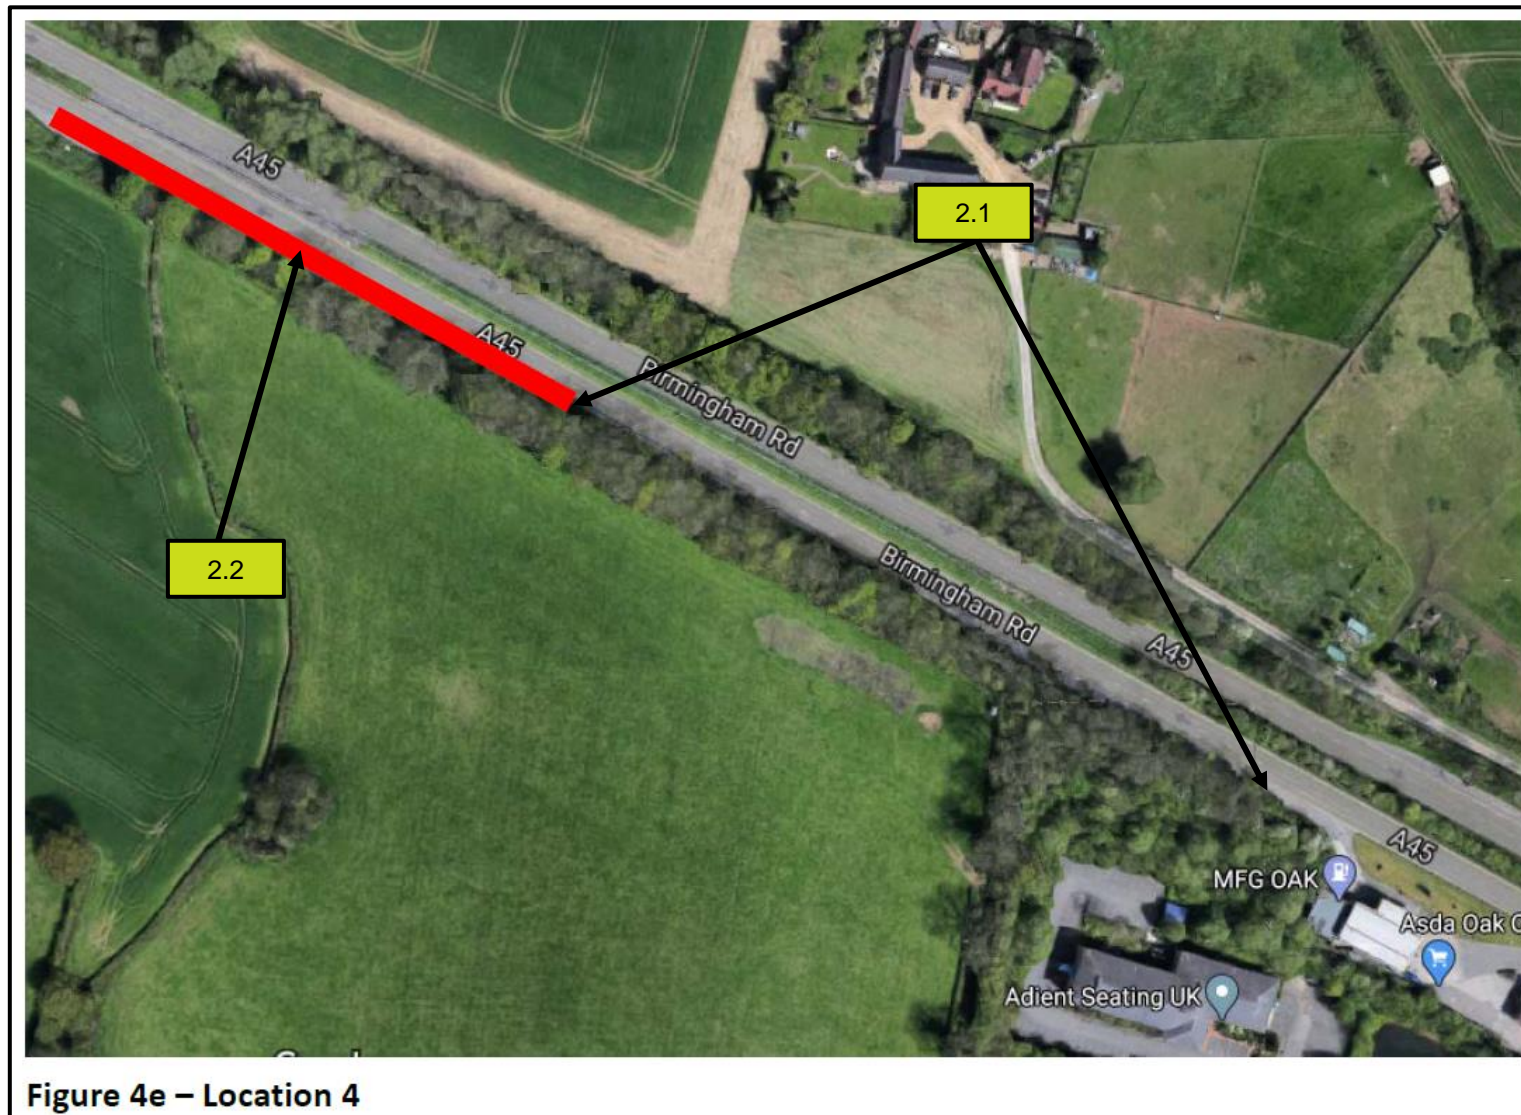 A45
2.1
A45
Birmingham Rd
2.2
Birmingham Rd
A45
A45
MFG OAK
Asda Oak
Adient Seating UK
Figure 4e – Location 4